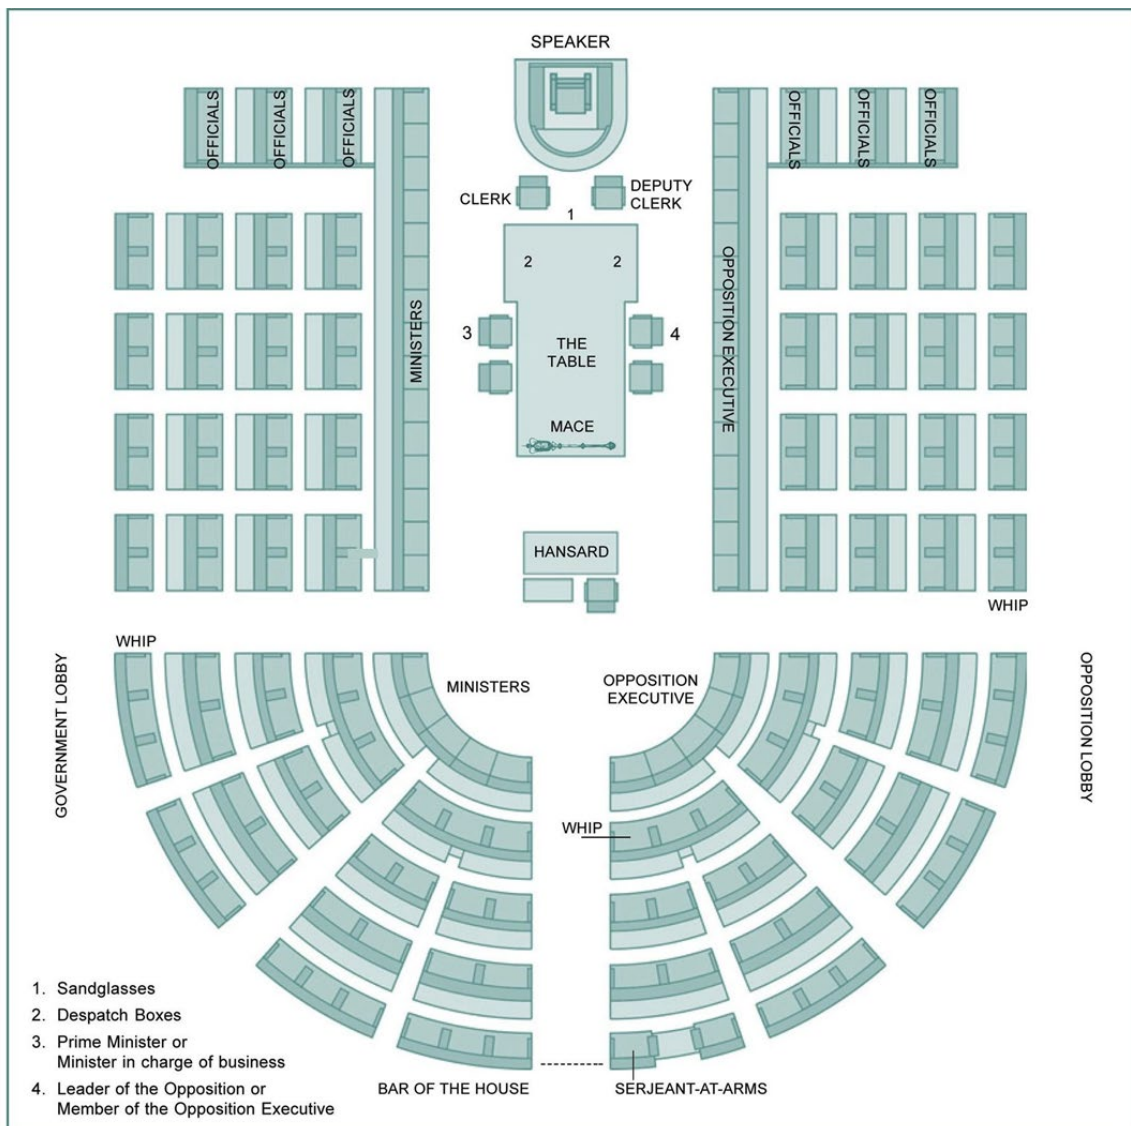 SPEAKER
OFFICIALS
OFFICIALS
OFFICIALS
OFFICIALS
OFFICIALS
OFFICIALS
CLERK
DEPUTY
CLERK
1
2
2
MINISTERS
OPPOSITION EXECUTIVE
3
4
THE
TABLE
MACE
HANSARD
WHIP
WHIP
GOVERNMENT LOBBY
MINISTERS
OPPOSITION
EXECUTIVE
OPPOSITION LOBBY
WHIP
1. Sandglasses
2. Despatch Boxes
3. Prime Minister or
Minister in charge of business
4. Leader of the Opposition or
Member of the Opposition Executive
BAR OF THE HOUSE
SERJEANT-AT-ARMS